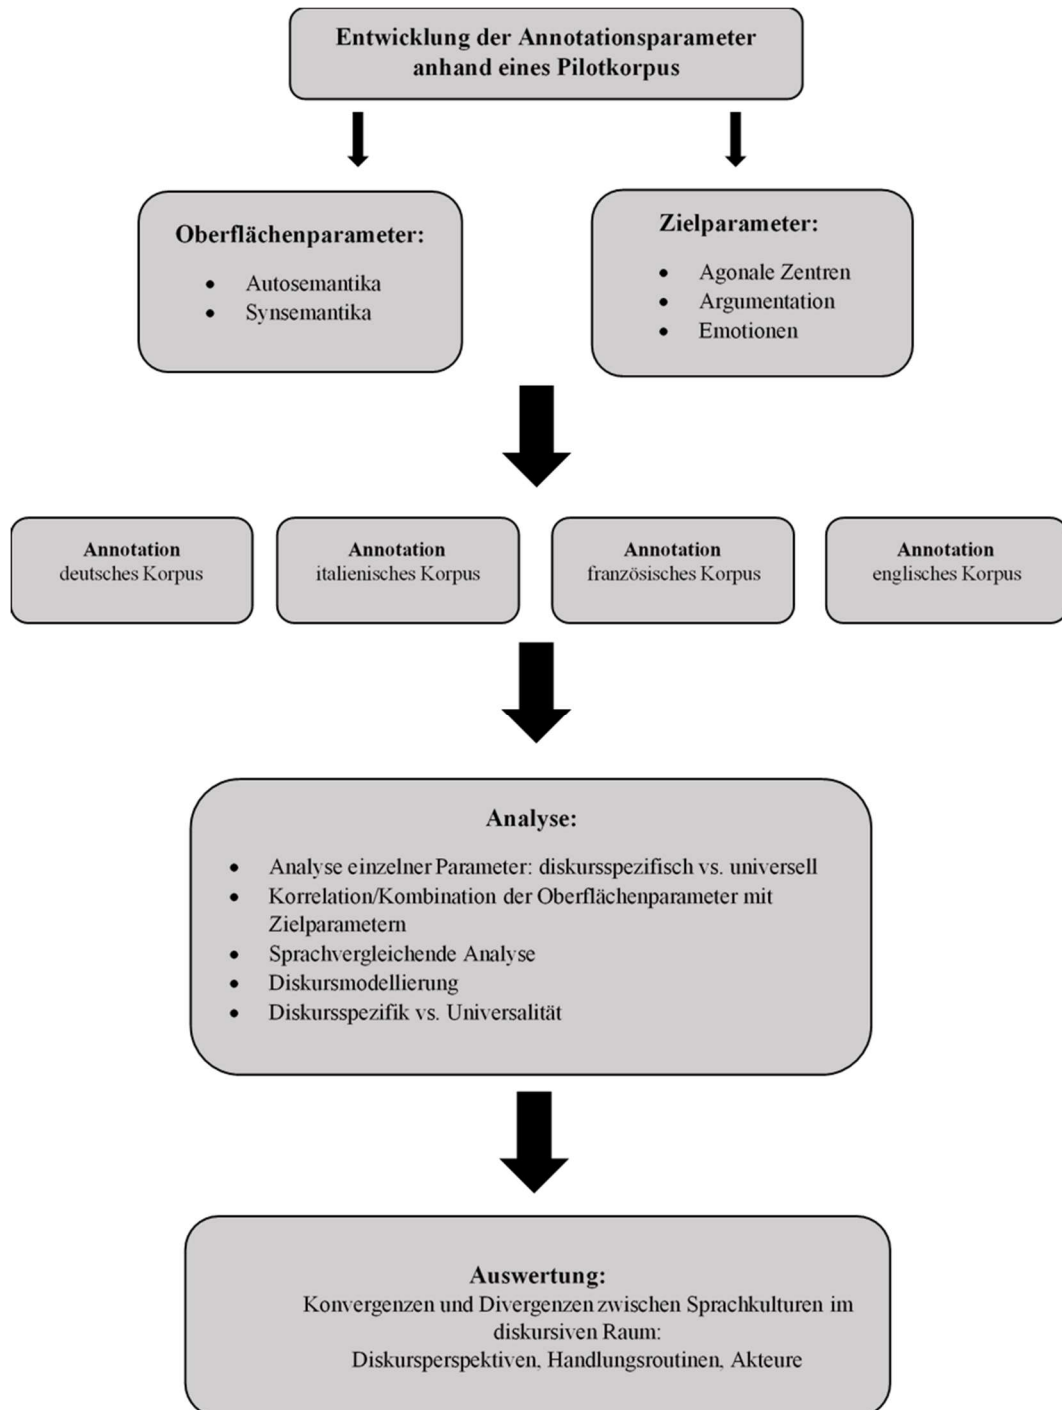 Entwicklung der Annotationsparameter
anhand eines Pilotkorpus
Oberflächenparameter:
• Autosemantika
• Synsemantika
Zielparameter:
• Agonale Zentren
• Argumentation
• Emotionen
Annotation
deutsches Korpus
Annotation
italienisches Korpus
Annotation
französisches Korpus
Annotation
englisches Korpus
Analyse:
• Analyse einzelner Parameter: diskursspezifisch vs. universell
• Korrelation/Kombination der Oberflächenparameter mit
Zielparametern
• Sprachvergleichende Analyse
• Diskursmodellierung
• Diskursspezifik vs. Universalität
Auswertung:
Konvergenzen und Divergenzen zwischen Sprachkulturen im
diskursiven Raum:
Diskursperspektiven, Handlungsroutinen, Akteure